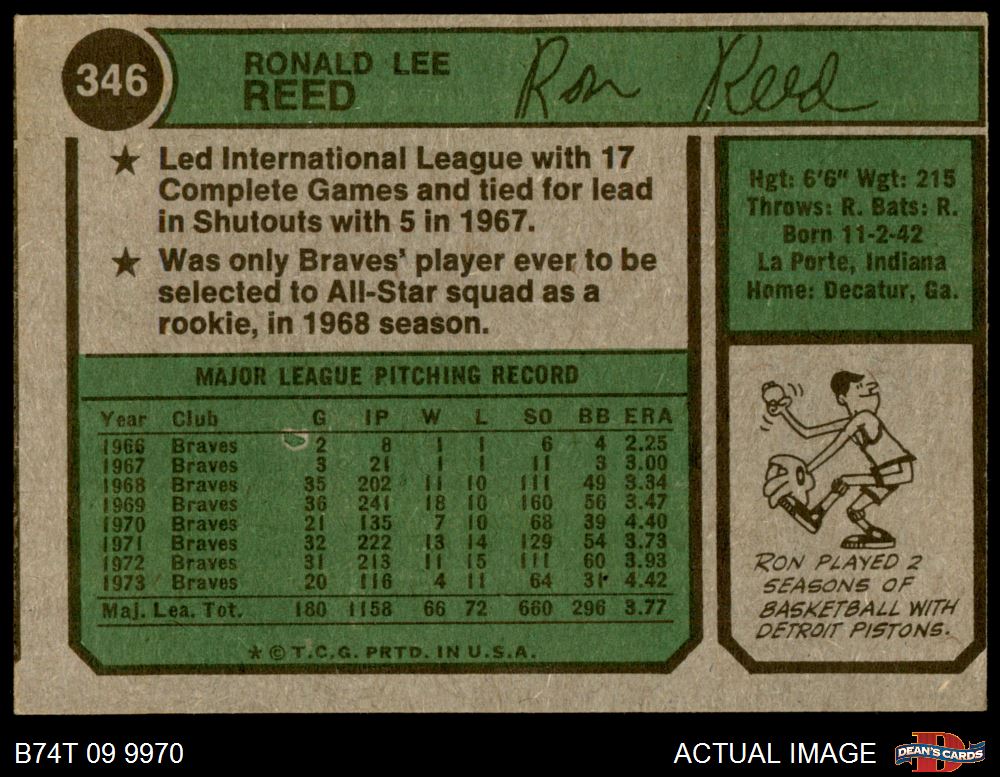 346
RONALD LEE
REED
Ron Reed
★ Led International League with 17
Complete Games and tied for lead
in Shutouts with 5 in 1967.
★ Was only Braves' player ever to be
selected to All-Star squad as a
rookie, in 1968 season.
Hgt: 6'6" Wgt: 215
Throws: R. Bats: R.
Born 11-2-42
La Porte, Indiana
Home: Decatur, Ga.
MAJOR LEAGUE PITCHING RECORD
Year Club G IP W L SO BB ERA
1966 Braves 2 8 1 1 6 4 2.25
1967 Braves 3 21 1 1 11 3 3.00
1968 Braves 35 202 11 10 111 49 3.34
1969 Braves 36 241 18 10 160 56 3.47
1970 Braves 21 135 7 10 68 39 4.40
1971 Braves 32 222 13 14 129 54 3.73
1972 Braves 31 213 11 15 111 60 3.93
1973 Braves 20 116 4 11 64 31 4.42
Maj. Lea. Tot. 180 1158 66 72 660 296 3.77
* © T.C.G. PRTD. IN U.S.A.
RON PLAYED 2
SEASONS OF
BASKETBALL WITH
DETROIT PISTONS.
B74T 09 9970
ACTUAL IMAGE
D
DEAN'S CARDS